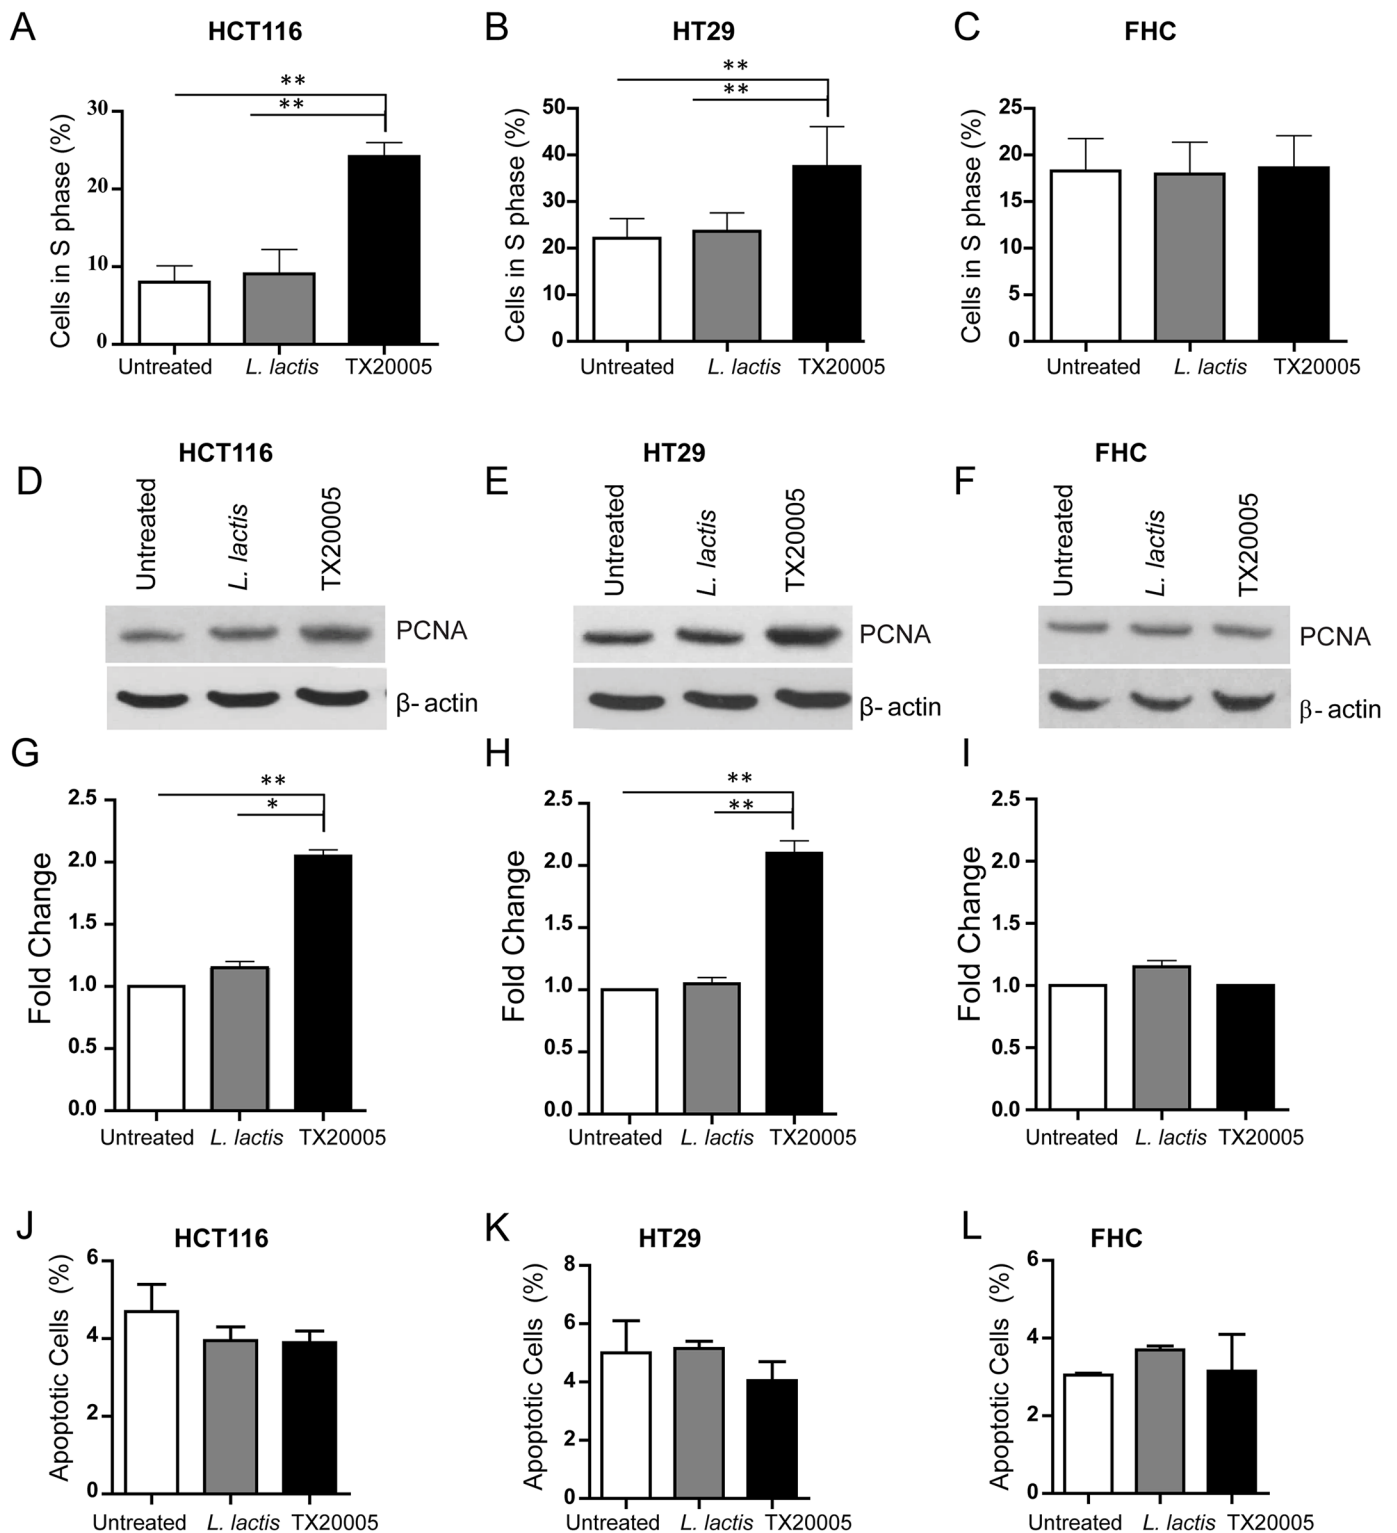 A
HCT116
B
HT29
C
FHC
Cells in S phase (%)
30
20
10
0
**
**
Untreated
L. lactis
TX20005
Cells in S phase (%)
50
40
30
20
10
0
**
**
Untreated
L. lactis
TX20005
Cells in S phase (%)
25
20
15
10
5
0
Untreated
L. lactis
TX20005
D
HCT116
Untreated
L. lactis
TX20005
PCNA
β- actin
E
HT29
Untreated
L. lactis
TX20005
PCNA
β- actin
F
FHC
Untreated
L. lactis
TX20005
PCNA
β- actin
G
Fold Change
2.5
2.0
1.5
1.0
0.5
0.0
**
*
Untreated
L. lactis
TX20005
H
Fold Change
2.5
2.0
1.5
1.0
0.5
0.0
**
**
Untreated
L. lactis
TX20005
I
Fold Change
2.5
2.0
1.5
1.0
0.5
0.0
Untreated
L. lactis
TX20005
J
HCT116
Apoptotic Cells (%)
6
4
2
0
Untreated
L. lactis
TX20005
K
HT29
Apoptotic Cells (%)
8
6
4
2
0
Untreated
L. lactis
TX20005
L
FHC
Apoptotic Cells (%)
6
4
2
0
Untreated
L. lactis
TX20005